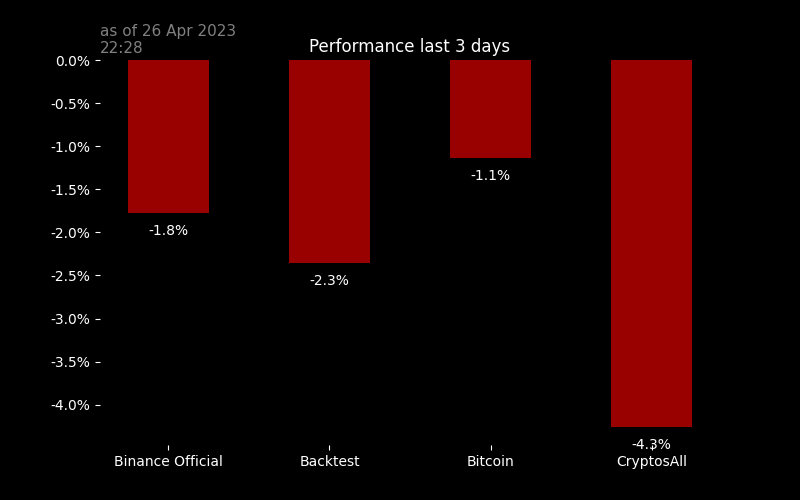 as of 26 Apr 2023
22:28
Performance last 3 days
0.0%
-0.5%
-1.0%
-1.5%
-2.0%
-2.5%
-3.0%
-3.5%
-4.0%
-1.8%
-2.3%
-1.1%
-4.3%
Binance Official
Backtest
Bitcoin
CryptosAll